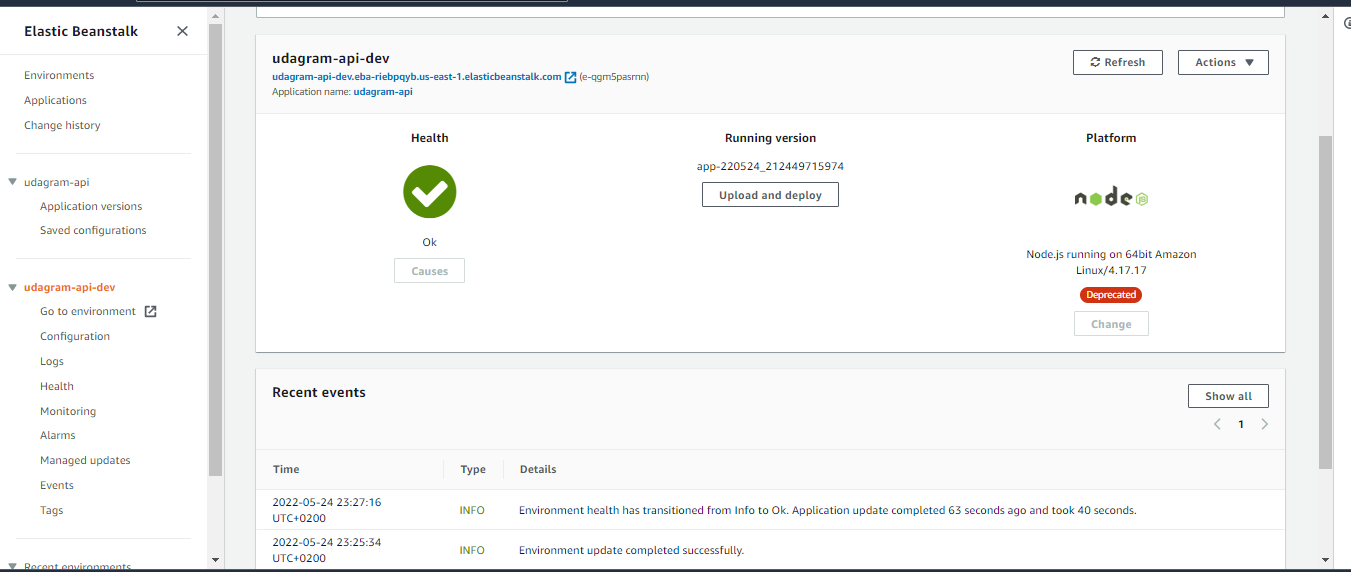 Elastic Beanstalk
Environments
Applications
Change history
udagram-api
Application versions
Saved configurations
udagram-api-dev
Go to environment
Configuration
Logs
Health
Monitoring
Alarms
Managed updates
Events
Tags
Recent environments
udagram-api-dev
udagram-api-dev.eba-riebpqyb.us-east-1.elasticbeanstalk.com (e-qgm5pasmn)
Application name: udagram-api
Refresh
Actions
Health
Ok
Causes
Running version
app-220524_212449715974
Upload and deploy
Platform
node JS
Node.js running on 64bit Amazon
Linux/4.17.17
Deprecated
Change
Recent events
Show all
1
Time Type Details
2022-05-24 23:27:16
UTC+0200
INFO
Environment health has transitioned from Info to Ok. Application update completed 63 seconds ago and took 40 seconds.
2022-05-24 23:25:34
UTC+0200
INFO
Environment update completed successfully.